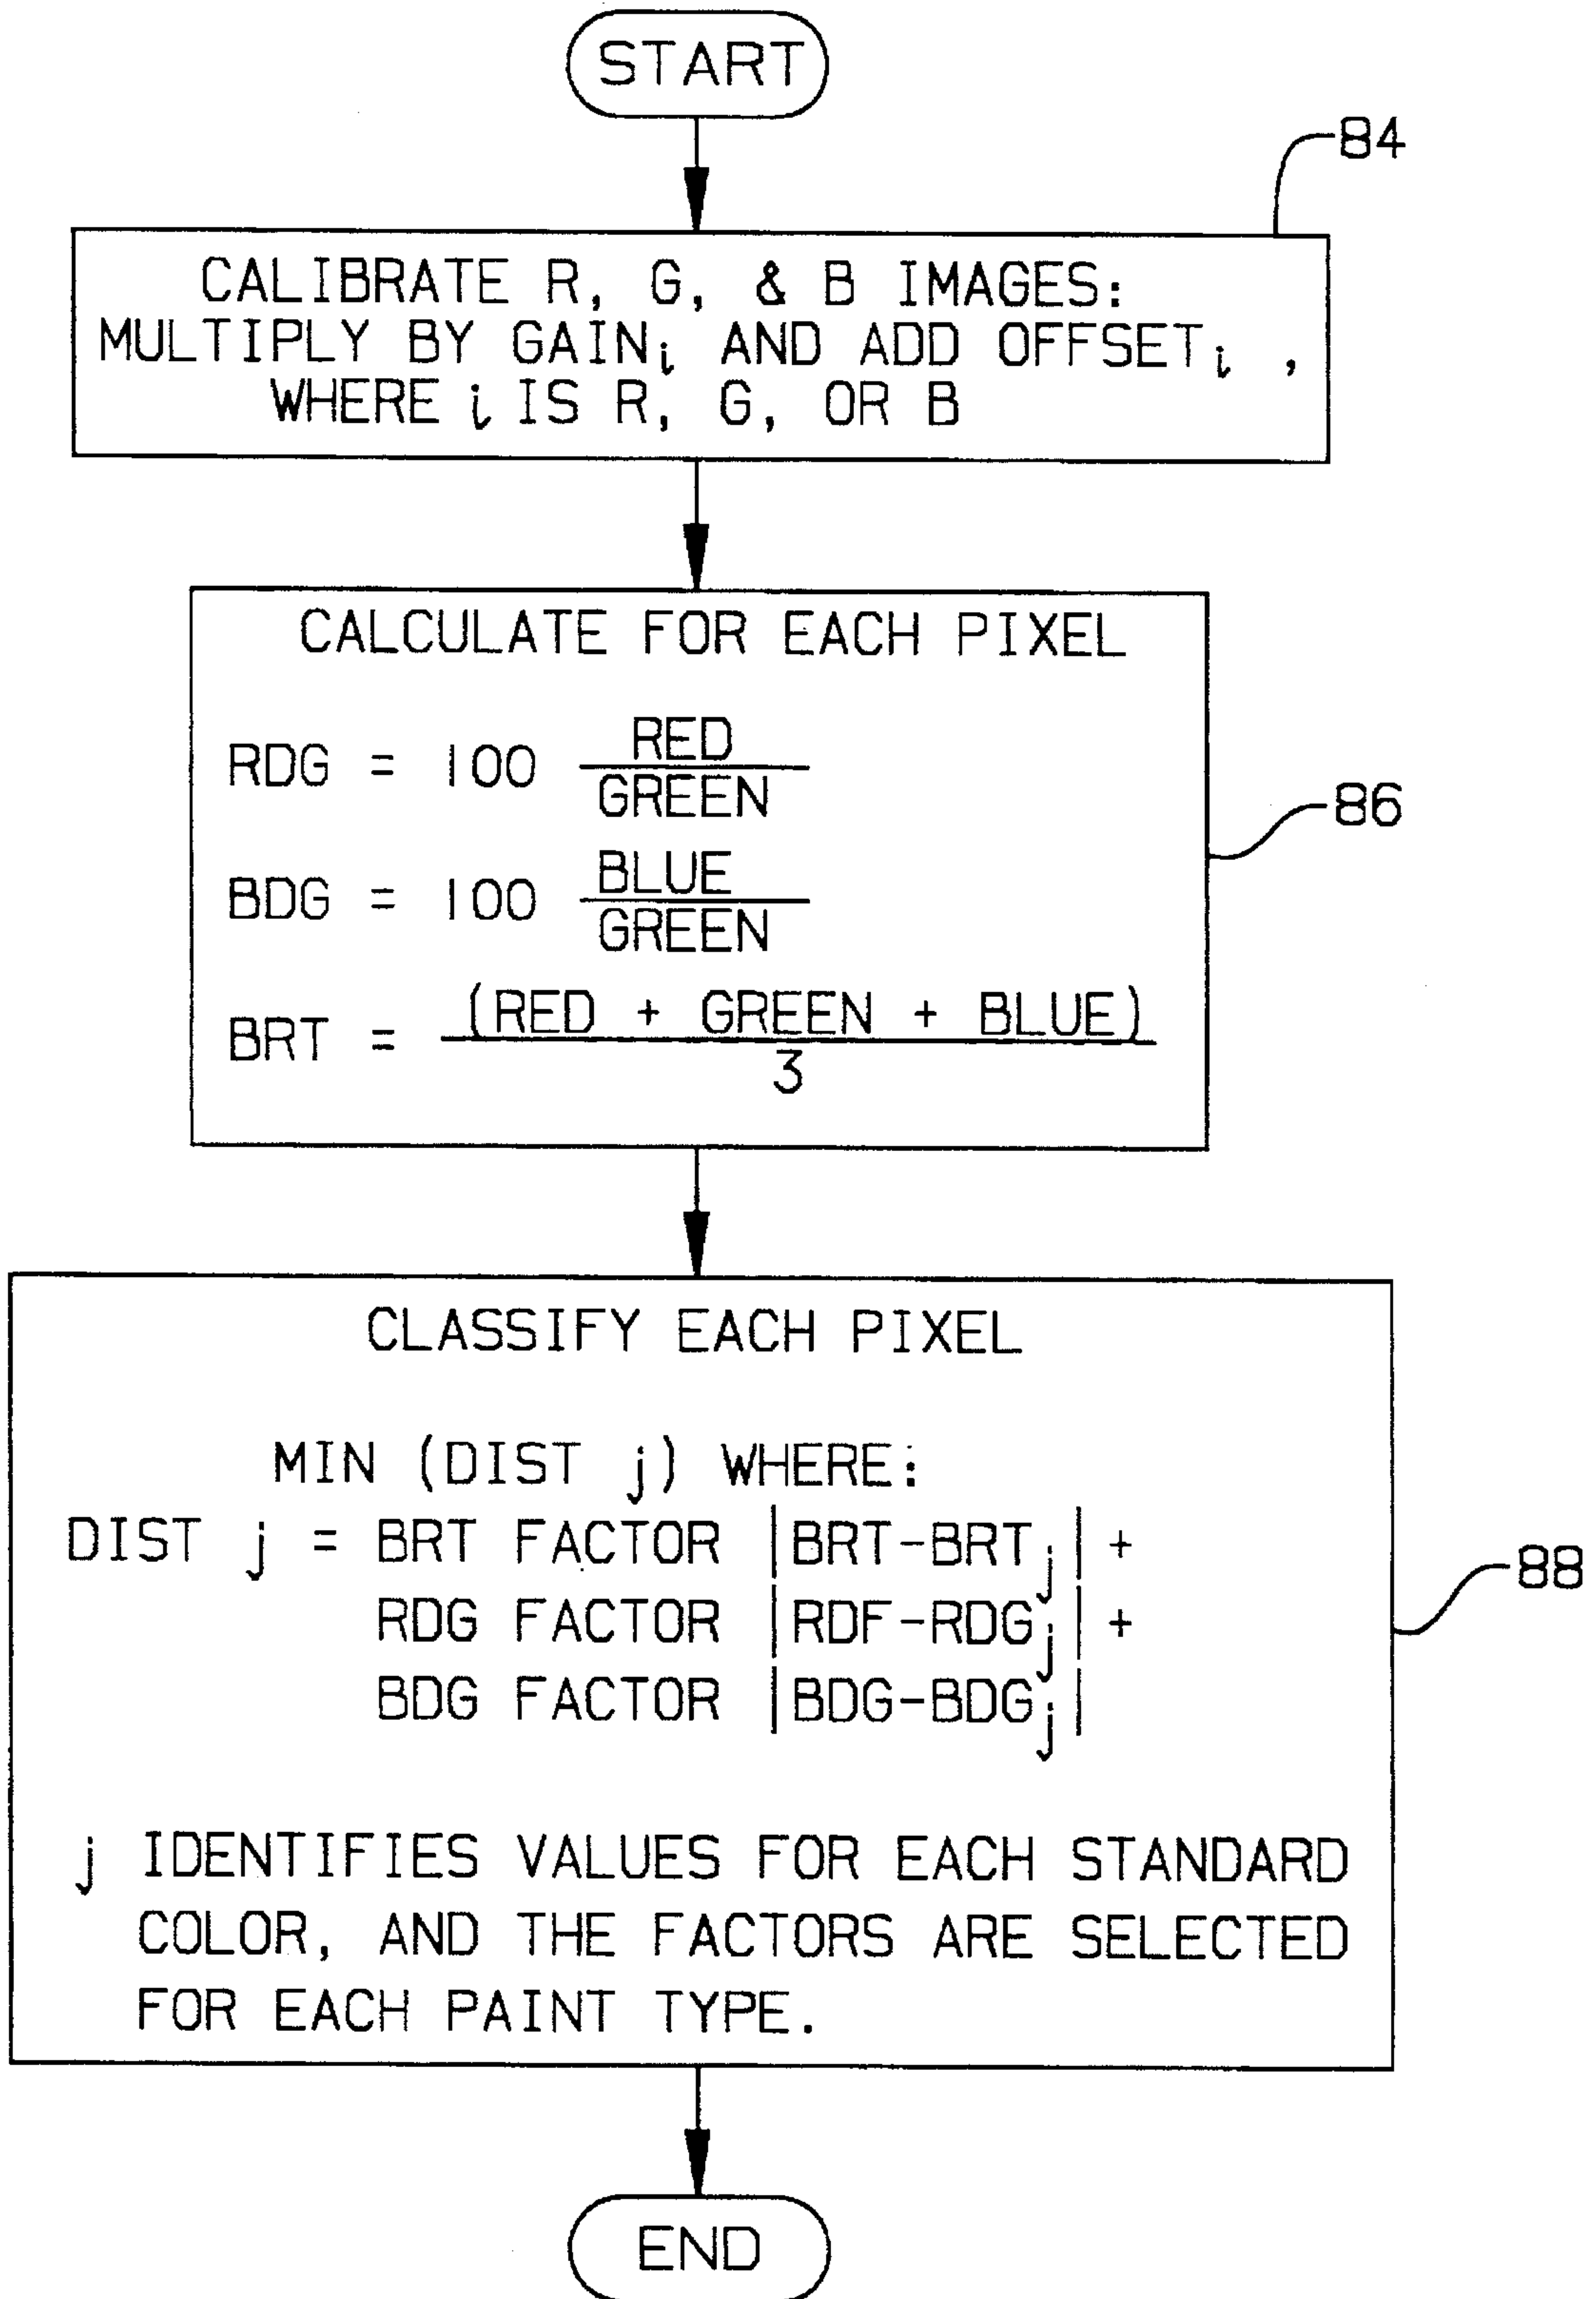 START
84
CALIBRATE R, G, & B IMAGES:
MULTIPLY BY GAINi AND ADD OFFSETi ,
WHERE i IS R, G, OR B
CALCULATE FOR EACH PIXEL
RDG = 100 RED
GREEN
86
BDG = 100 BLUE
GREEN
BRT = (RED + GREEN + BLUE)
3
CLASSIFY EACH PIXEL
MIN (DIST j) WHERE:
DIST j = BRT FACTOR |BRT-BRTj| +
88
RDG FACTOR |RDF-RDGj| +
BDG FACTOR |BDG-BDGj|
j IDENTIFIES VALUES FOR EACH STANDARD
COLOR, AND THE FACTORS ARE SELECTED
FOR EACH PAINT TYPE.
END